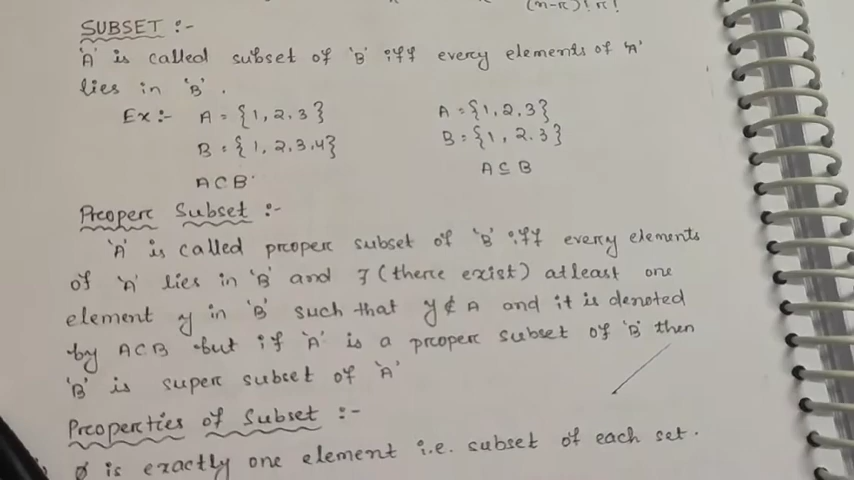 (n-r)! r!
SUBSET :-
'A' is called subset of 'B' iff every elements of 'A'
lies in 'B'.
Ex:- A = {1, 2, 3} A = {1, 2, 3}
B = {1, 2, 3, 4} B = {1, 2, 3}
A ⊂ B A ⊆ B
Proper Subset :-
'A' is called proper subset of 'B' iff every elements
of 'A' lies in 'B' and ∃ (there exist) atleast one
element y in 'B' such that y ∉ A and it is denoted
by A ⊂ B but if 'A' is a proper subset of 'B' then
'B' is super subset of 'A'
Properties of Subset :-
ø is exactly one element i.e. subset of each set.